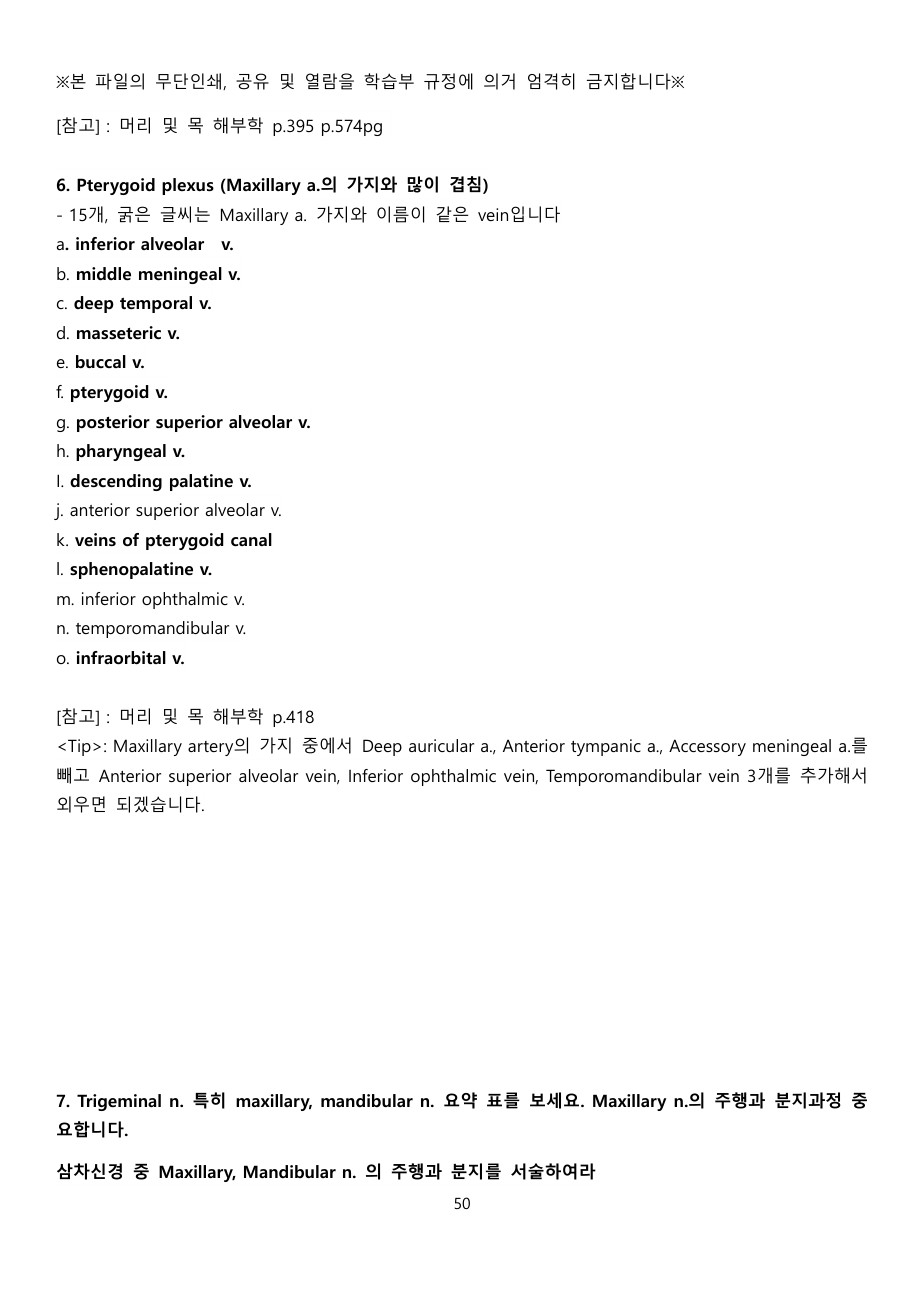 ※본 파일의 무단인쇄, 공유 및 열람을 학습부 규정에 의거 엄격히 금지합니다※
[참고] : 머리 및 목 해부학 p.395 p.574pg
6. Pterygoid plexus (Maxillary a.의 가지와 많이 겹침)
- 15개, 굵은 글씨는 Maxillary a. 가지와 이름이 같은 vein입니다
a. inferior alveolar v.
b. middle meningeal v.
c. deep temporal v.
d. masseteric v.
e. buccal v.
f. pterygoid v.
g. posterior superior alveolar v.
h. pharyngeal v.
I. descending palatine v.
j. anterior superior alveolar v.
k. veins of pterygoid canal
l. sphenopalatine v.
m. inferior ophthalmic v.
n. temporomandibular v.
o. infraorbital v.
[참고] : 머리 및 목 해부학 p.418
<Tip>: Maxillary artery의 가지 중에서 Deep auricular a., Anterior tympanic a., Accessory meningeal a.를
빼고 Anterior superior alveolar vein, Inferior ophthalmic vein, Temporomandibular vein 3개를 추가해서
외우면 되겠습니다.
7. Trigeminal n. 특히 maxillary, mandibular n. 요약 표를 보세요. Maxillary n.의 주행과 분지과정 중
요합니다.
삼차신경 중 Maxillary, Mandibular n. 의 주행과 분지를 서술하여라
50